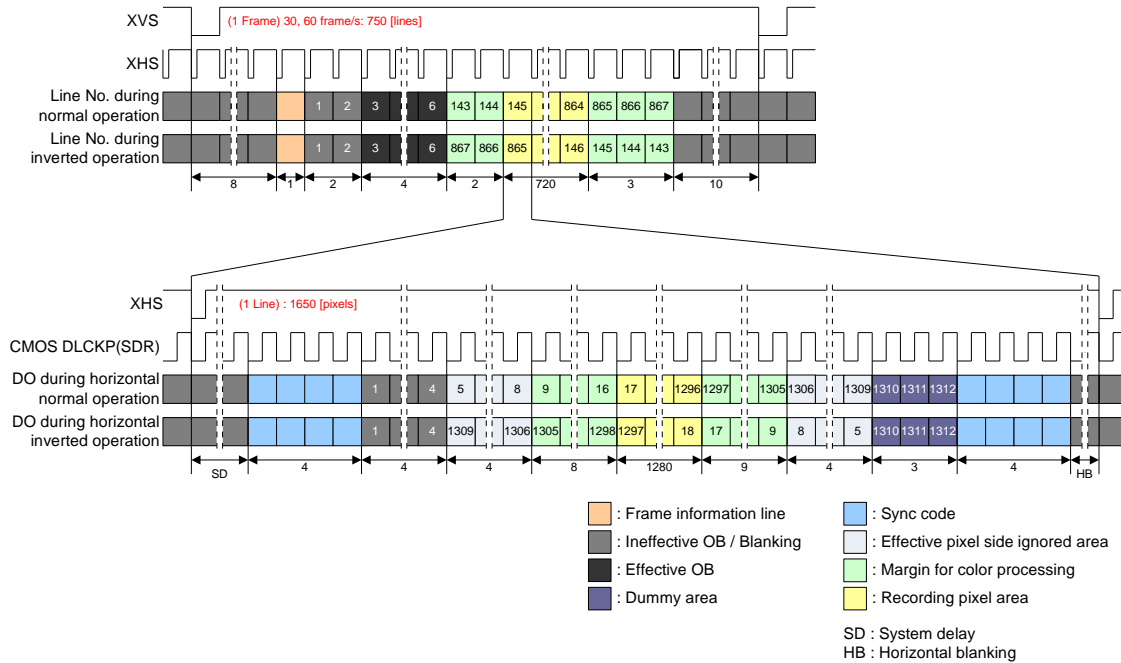 XVS
(1 Frame) 30, 60 frame/s: 750 [lines]
XHS
Line No. during
normal operation
1 2 3 6 143 144 145 864 865 866 867
Line No. during
inverted operation
1 2 3 6 867 866 865 146 145 144 143
8 1 2 4 2 720 3 10
XHS
(1 Line) : 1650 [pixels]
CMOS DLCKP(SDR)
DO during horizontal
normal operation
1 4 5 8 9 16 17 1296 1297 1305 1306 1309 1310 1311 1312
DO during horizontal
inverted operation
1 4 1309 1306 1305 1298 1297 18 17 9 8 5 1310 1311 1312
SD 4 4 4 8 1280 9 4 3 4 HB
: Frame information line
: Ineffective OB / Blanking
: Effective OB
: Dummy area
: Sync code
: Effective pixel side ignored area
: Margin for color processing
: Recording pixel area
SD : System delay
HB : Horizontal blanking